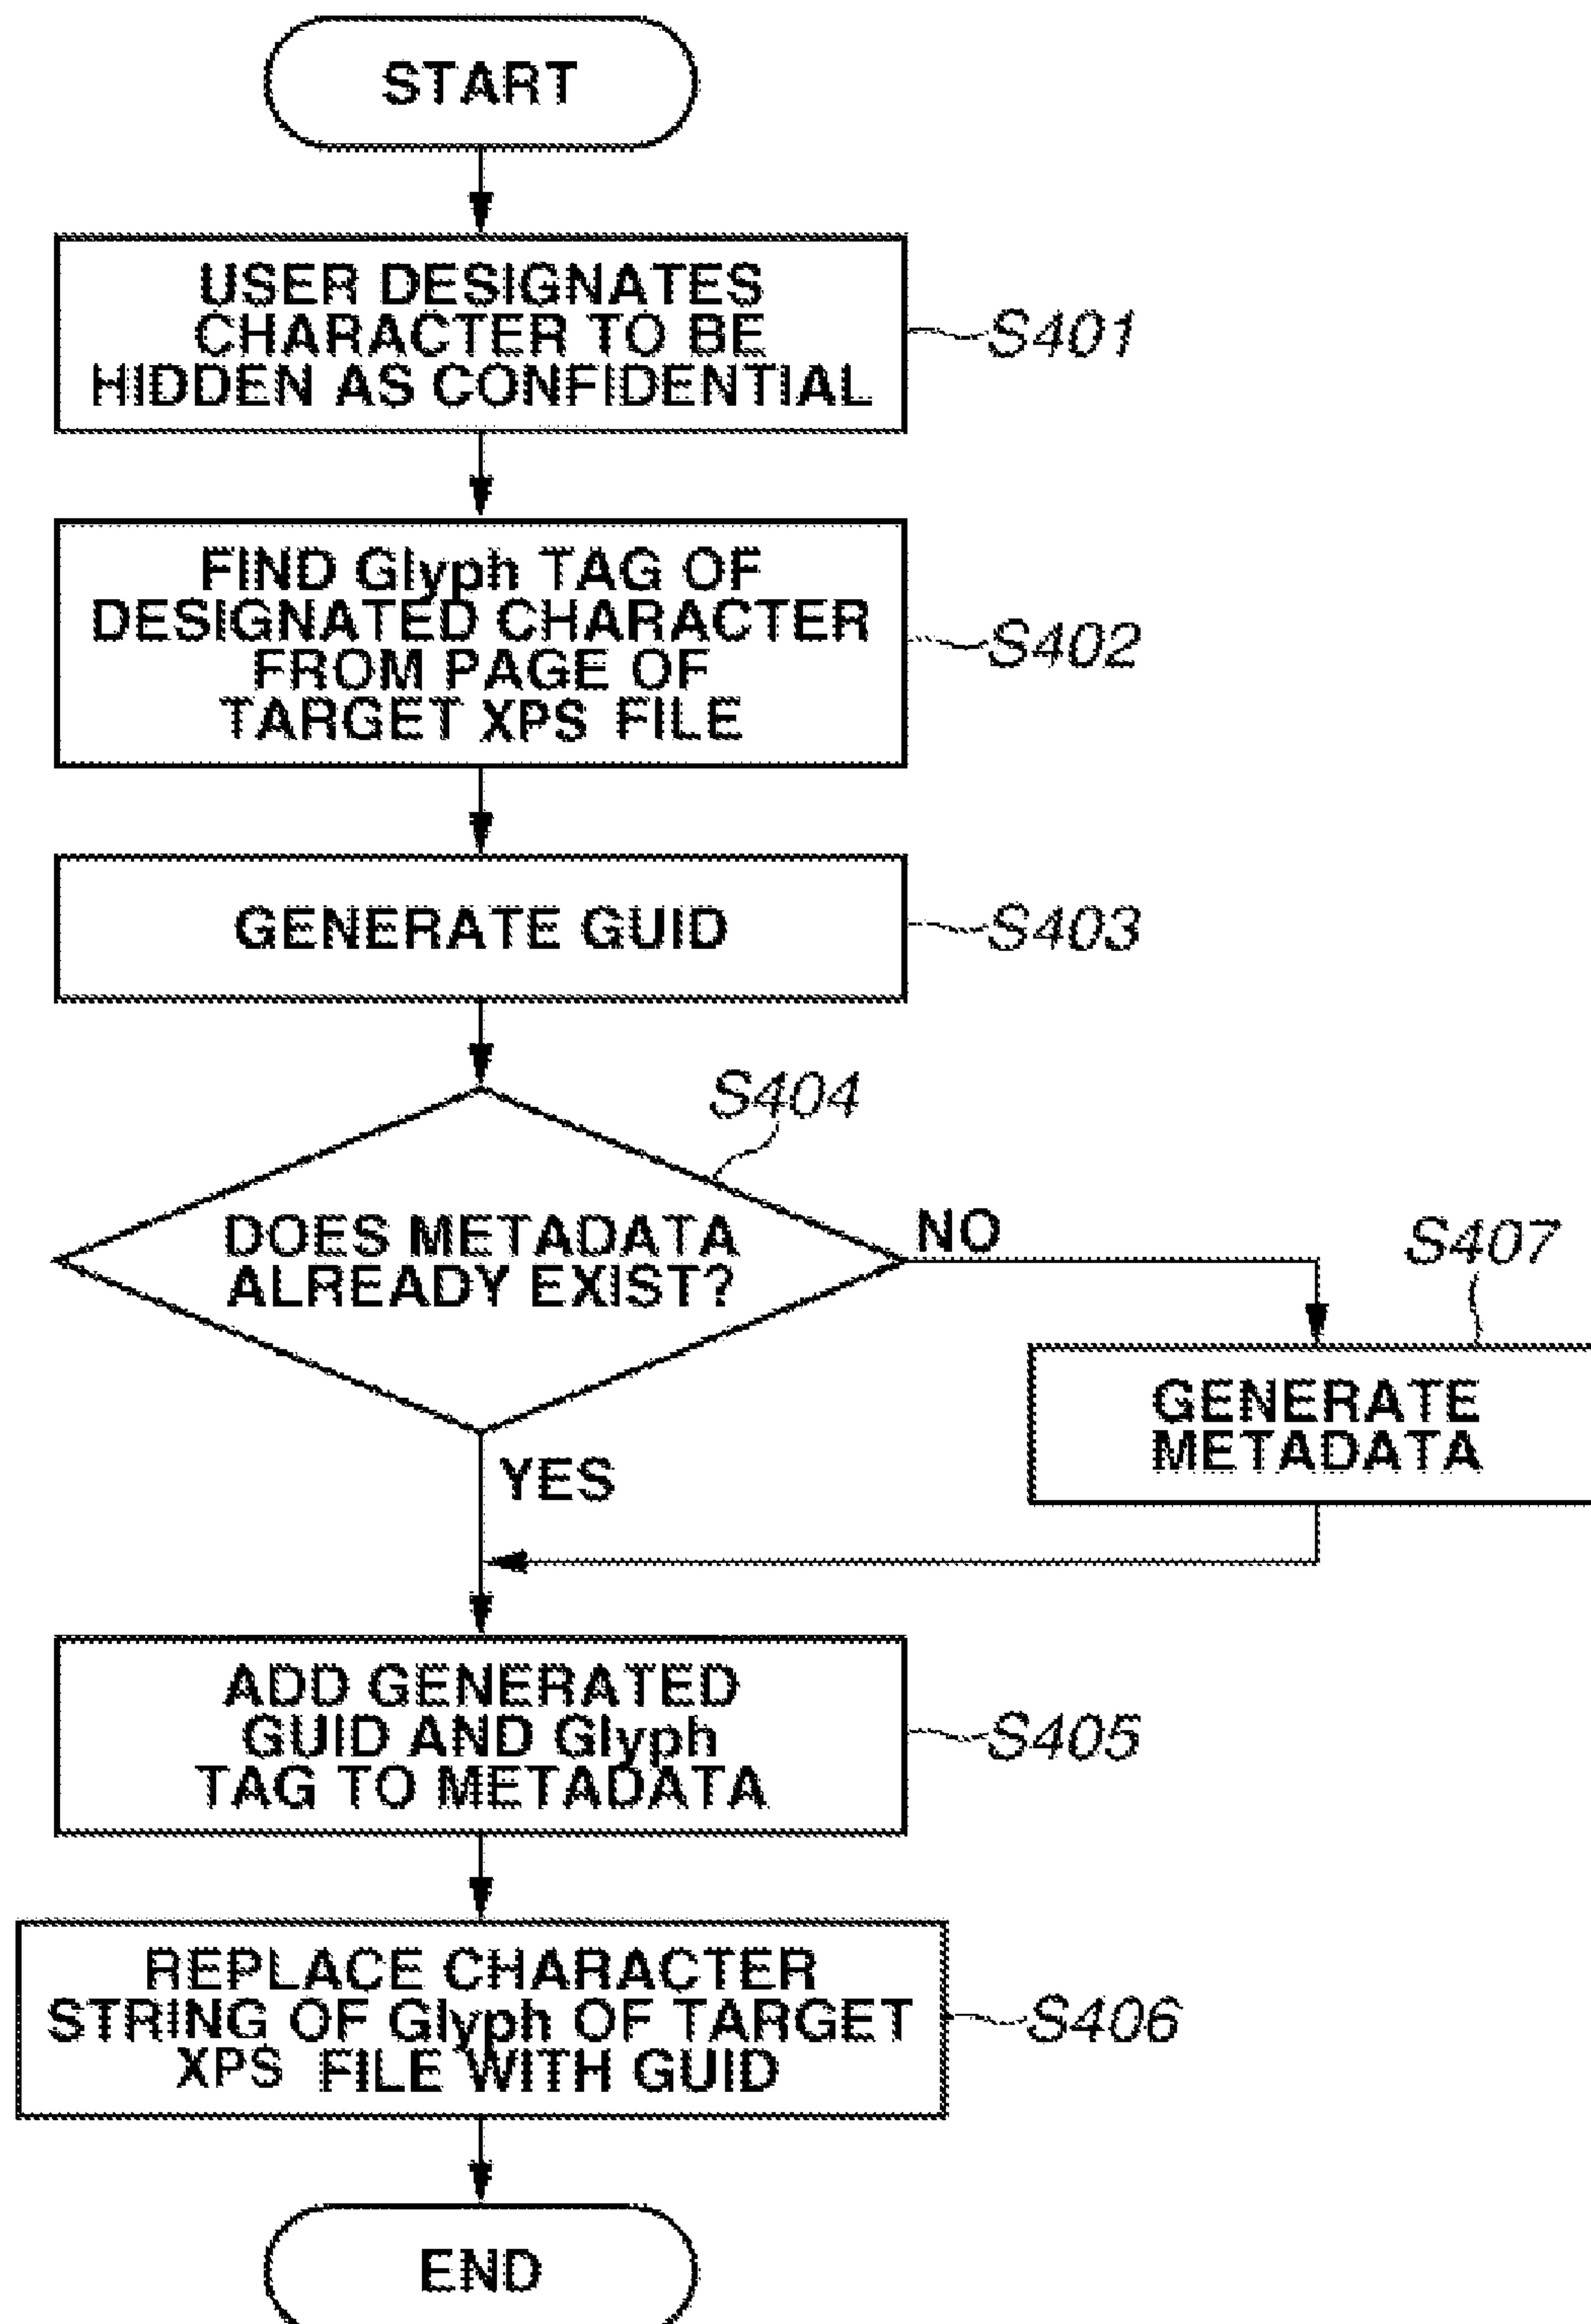 START
USER DESIGNATES
CHARACTER TO BE
HIDDEN AS CONFIDENTIAL
S401
FIND Glyph TAG OF
DESIGNATED CHARACTER
FROM PAGE OF
TARGET XPS FILE
S402
GENERATE GUID
S403
S404
DOES METADATA
ALREADY EXIST?
NO
S407
GENERATE
METADATA
YES
ADD GENERATED
GUID AND Glyph
TAG TO METADATA
S405
REPLACE CHARACTER
STRING OF Glyph OF TARGET
XPS FILE WITH GUID
S406
END